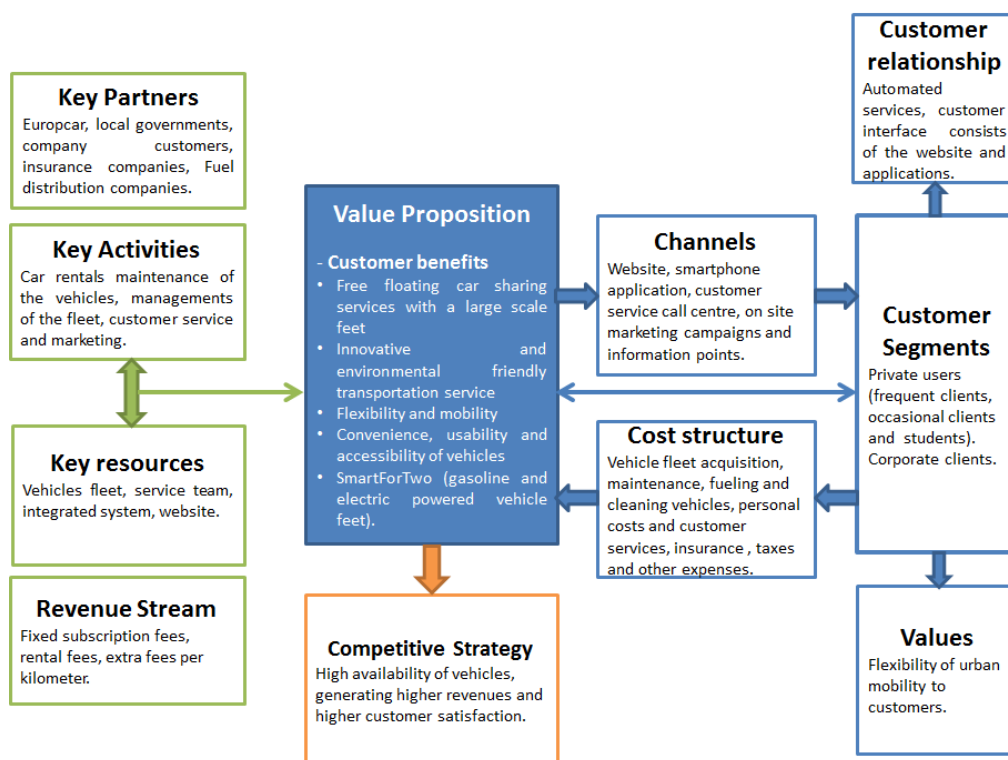 Key Partners
Europcar, local governments,
company customers,
insurance companies, Fuel
distribution companies.
Key Activities
Car rentals maintenance of
the vehicles, managements
of the fleet, customer service
and marketing.
Key resources
Vehicles fleet, service team,
integrated system, website.
Revenue Stream
Fixed subscription fees,
rental fees, extra fees per
kilometer.
Value Proposition
- Customer benefits
• Free floating car sharing
services with a large scale
feet
• Innovative and
environmental friendly
transportation service
• Flexibility and mobility
• Convenience, usability and
accessibility of vehicles
• SmartForTwo (gasoline and
electric powered vehicle
feet).
Competitive Strategy
High availability of vehicles,
generating higher revenues and
higher customer satisfaction.
Channels
Website, smartphone
application, customer
service call centre, on site
marketing campaigns and
information points.
Cost structure
Vehicle fleet acquisition,
maintenance, fueling and
cleaning vehicles, personal
costs and customer
services, insurance , taxes
and other expenses.
Customer
relationship
Automated
services, customer
interface consists
of the website and
applications.
Customer
Segments
Private users
(frequent clients,
occasional clients
and students).
Corporate clients.
Values
Flexibility of urban
mobility to
customers.